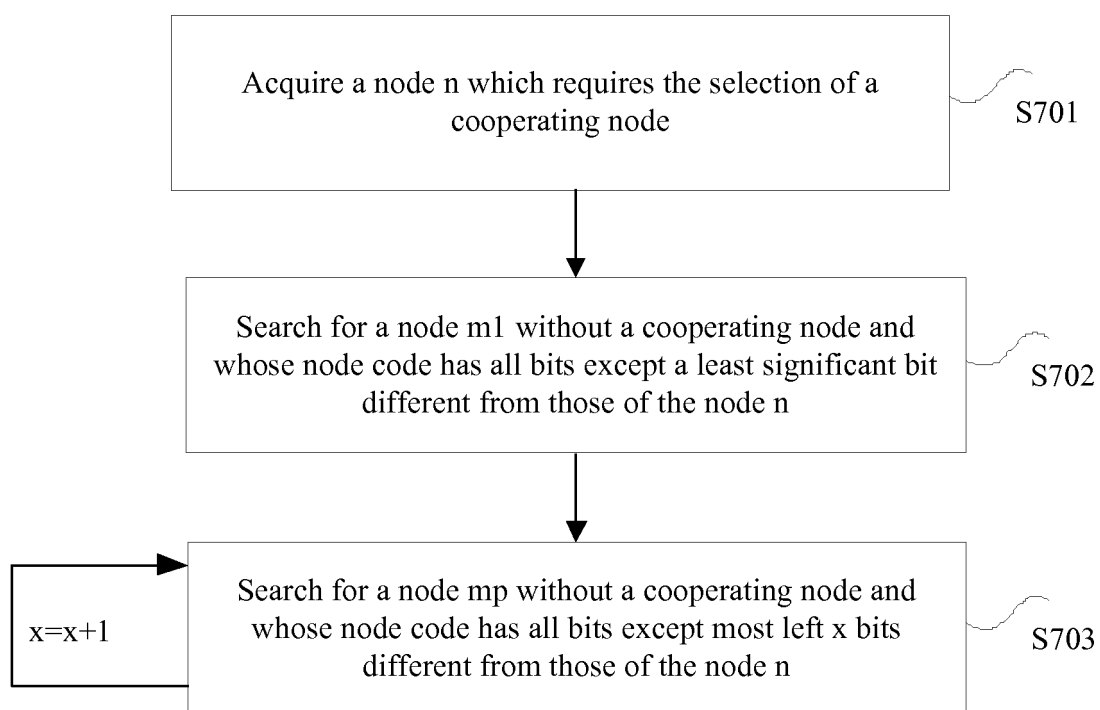 Acquire a node n which requires the selection of a
cooperating node
S701
Search for a node m1 without a cooperating node and
whose node code has all bits except a least significant bit
different from those of the node n
S702
Search for a node mp without a cooperating node and
whose node code has all bits except most left x bits
different from those of the node n
x=x+1
S703